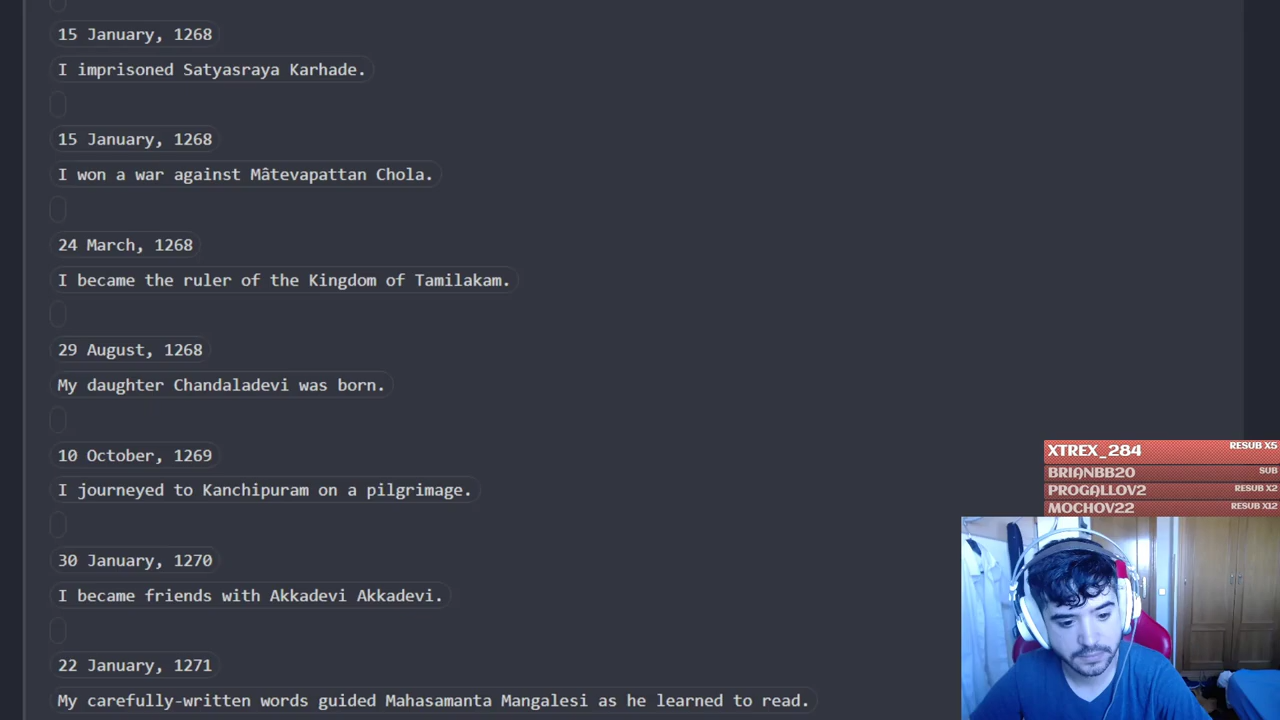 15 January, 1268
I imprisoned Satyasraya Karhade.
15 January, 1268
I won a war against Mâtevapattan Chola.
24 March, 1268
I became the ruler of the Kingdom of Tamilakam.
29 August, 1268
My daughter Chandaladevi was born.
10 October, 1269
I journeyed to Kanchipuram on a pilgrimage.
30 January, 1270
I became friends with Akkadevi Akkadevi.
22 January, 1271
My carefully-written words guided Mahasamanta Mangalesi as he learned to read.
XTREX_284 RESUB X5
BRIANBB20 SUB
PROGALLOV2 RESUB X2
MOCHOV22 RESUB X12